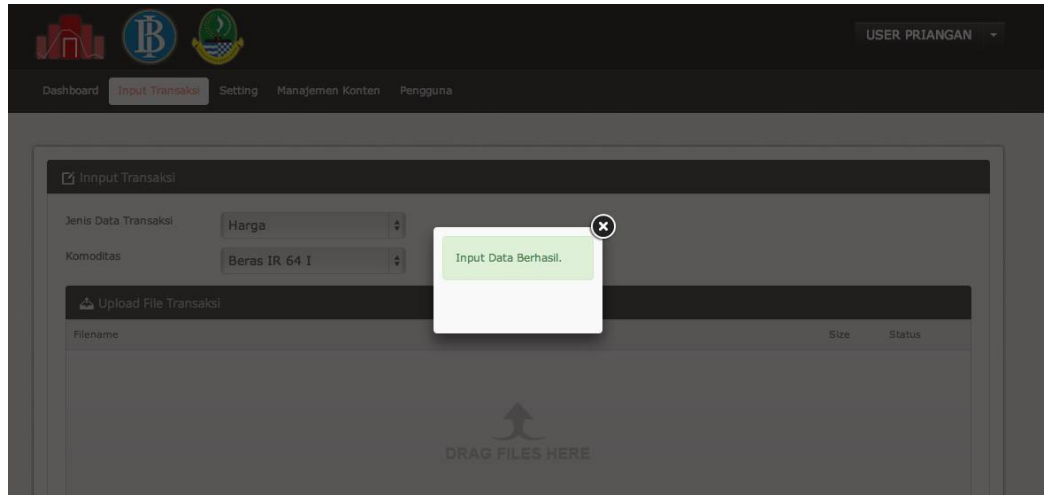 USER PRIANGAN
Dashboard Input Transaksi Setting Manajemen Konten Pengguna
Innput Transaksi
Jenis Data Transaksi Harga
Komoditas Beras IR 64 I
Input Data Berhasil.
Upload File Transaksi
Filename Size Status
DRAG FILES HERE